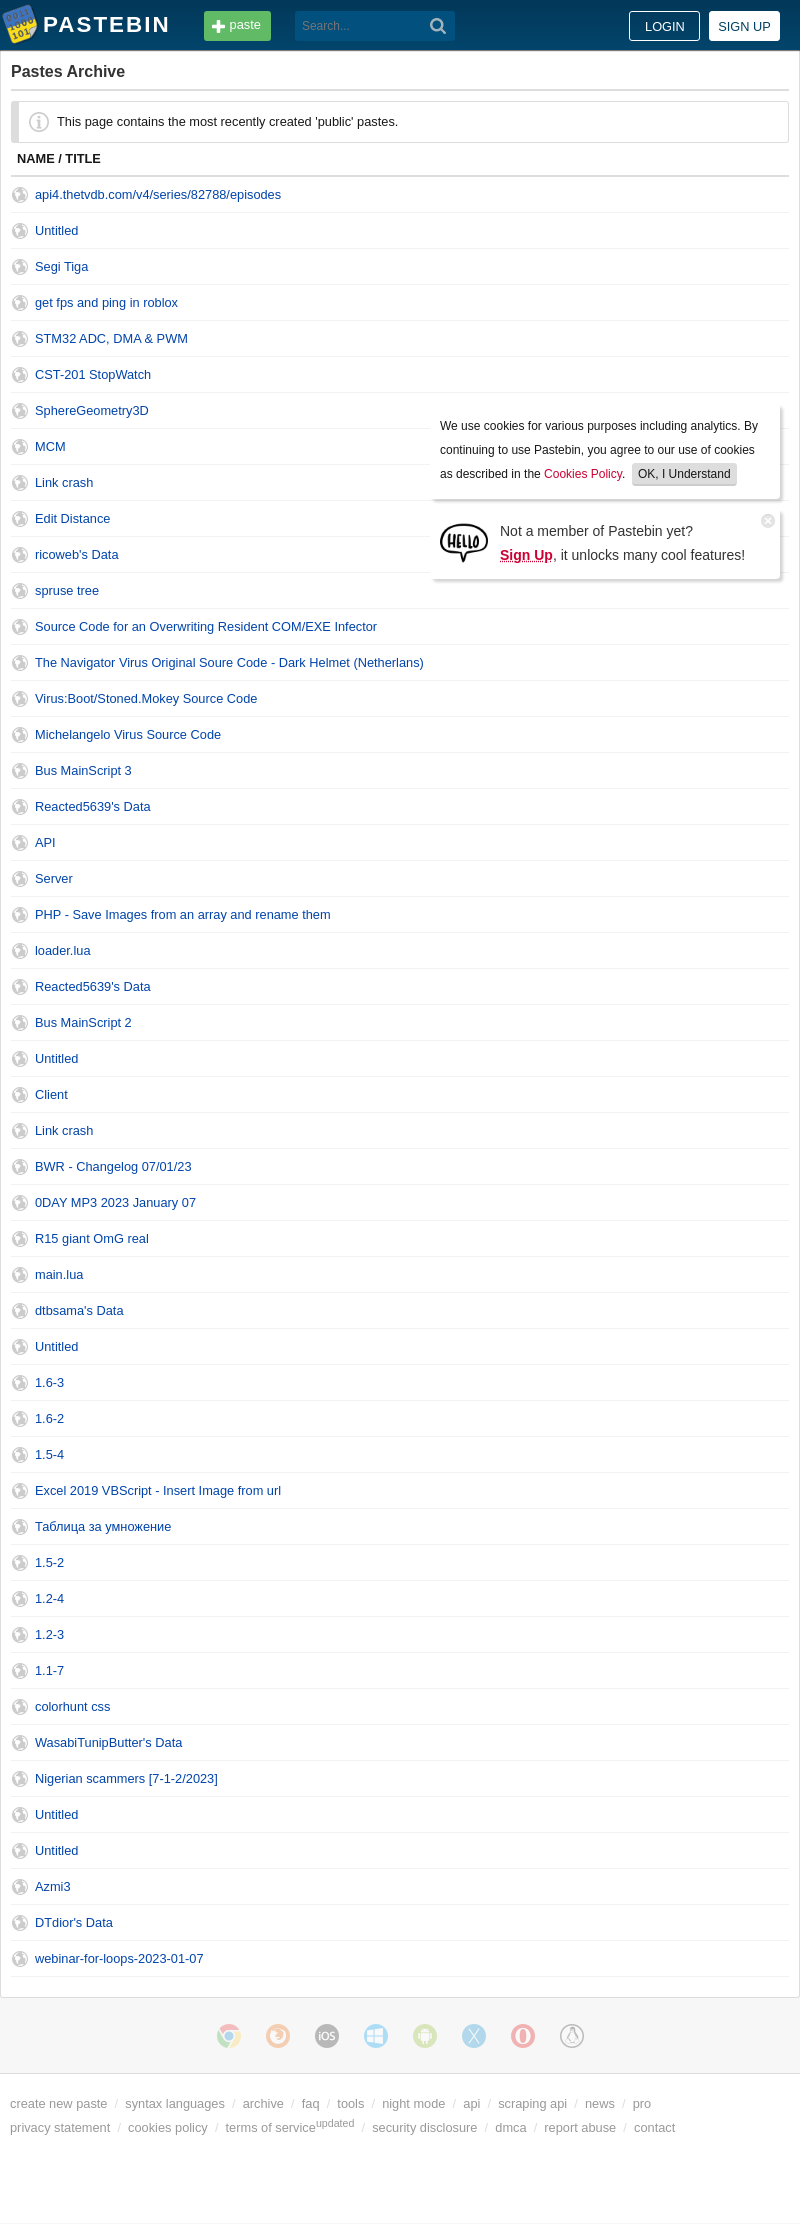 PASTEBIN paste Search... LOGIN SIGN UP
Pastes Archive
This page contains the most recently created 'public' pastes.
NAME / TITLE
api4.thetvdb.com/v4/series/82788/episodes
Untitled
Segi Tiga
get fps and ping in roblox
STM32 ADC, DMA & PWM
CST-201 StopWatch
SphereGeometry3D
MCM
Link crash
Edit Distance
ricoweb's Data
spruse tree
We use cookies for various purposes including analytics. By
continuing to use Pastebin, you agree to our use of cookies
as described in the Cookies Policy. OK, I Understand
HELLO
Not a member of Pastebin yet?
Sign Up, it unlocks many cool features!
Source Code for an Overwriting Resident COM/EXE Infector
The Navigator Virus Original Soure Code - Dark Helmet (Netherlans)
Virus:Boot/Stoned.Mokey Source Code
Michelangelo Virus Source Code
Bus MainScript 3
Reacted5639's Data
API
Server
PHP - Save Images from an array and rename them
loader.lua
Reacted5639's Data
Bus MainScript 2
Untitled
Client
Link crash
BWR - Changelog 07/01/23
0DAY MP3 2023 January 07
R15 giant OmG real
main.lua
dtbsama's Data
Untitled
1.6-3
1.6-2
1.5-4
Excel 2019 VBScript - Insert Image from url
Таблица за умножение
1.5-2
1.2-4
1.2-3
1.1-7
colorhunt css
WasabiTunipButter's Data
Nigerian scammers [7-1-2/2023]
Untitled
Untitled
Azmi3
DTdior's Data
webinar-for-loops-2023-01-07
iOS
create new paste / syntax languages / archive / faq / tools / night mode / api / scraping api / news / pro
privacy statement / cookies policy / terms of service updated / security disclosure / dmca / report abuse / contact